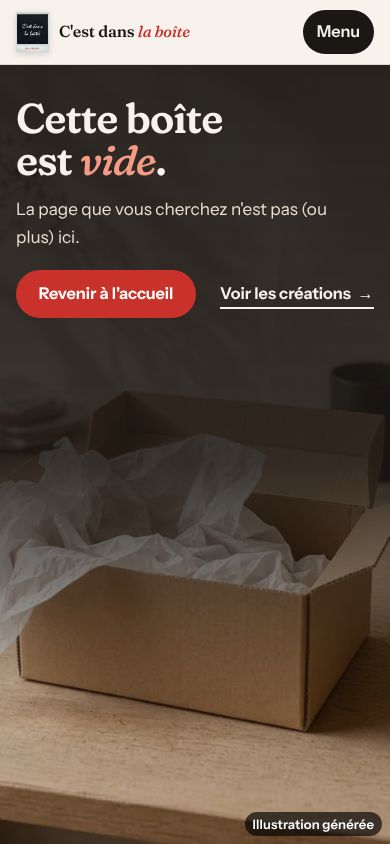 C'est dans la boîte
Menu
Cette boîte
est vide.
La page que vous cherchez n'est pas (ou
plus) ici.
Revenir à l'accueil
Voir les créations →
Illustration générée